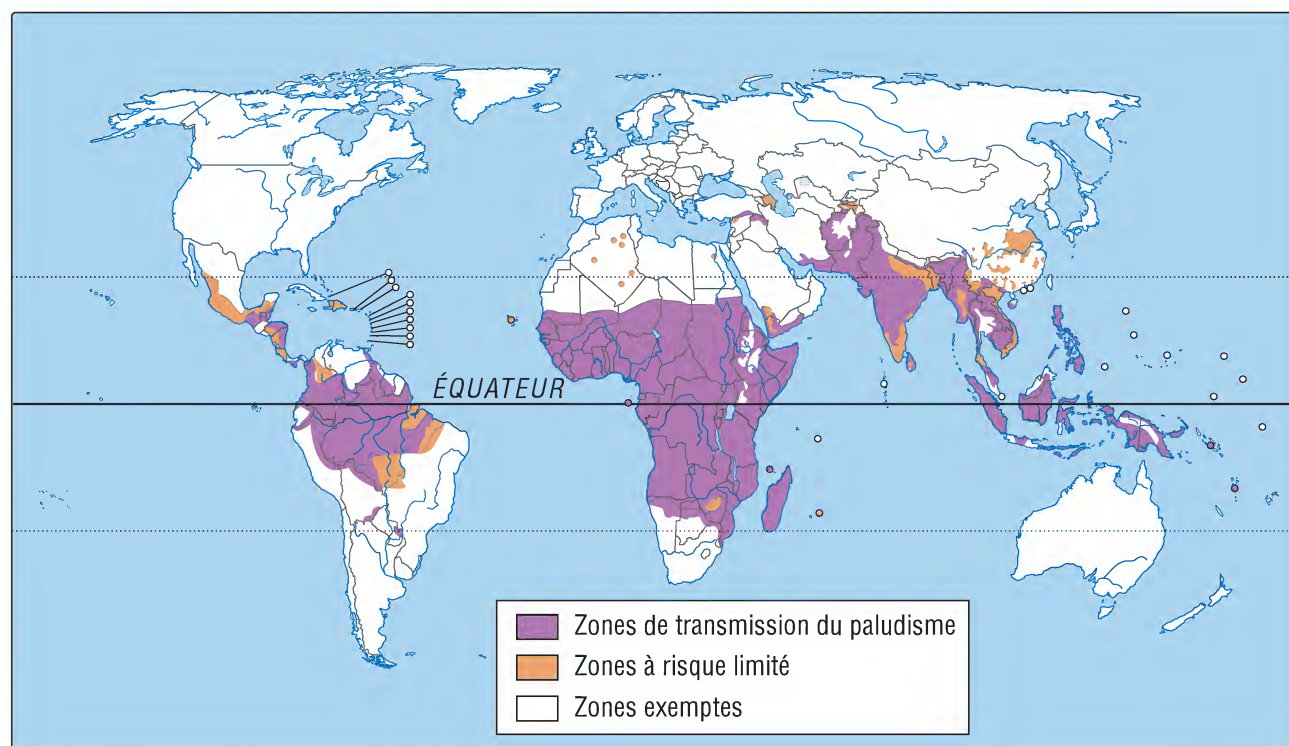 ÉQUATEUR
Zones de transmission du paludisme
Zones à risque limité
Zones exemptes